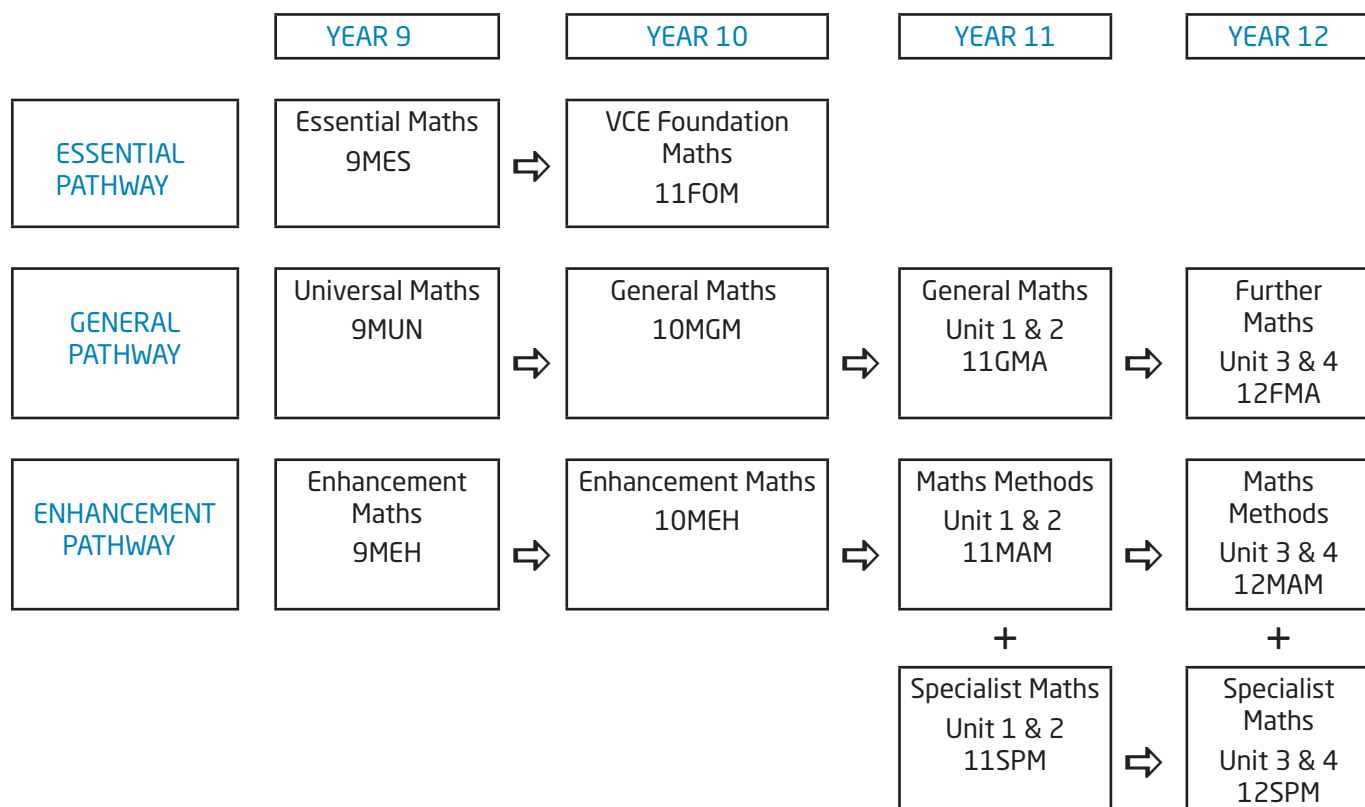 YEAR 9
YEAR 10
YEAR 11
YEAR 12
ESSENTIAL
PATHWAY
Essential Maths
9MES
VCE Foundation
Maths
11FOM
GENERAL
PATHWAY
Universal Maths
9MUN
General Maths
10MGM
General Maths
Unit 1 & 2
11GMA
Further
Maths
Unit 3 & 4
12FMA
ENHANCEMENT
PATHWAY
Enhancement
Maths
9MEH
Enhancement Maths
10MEH
Maths Methods
Unit 1 & 2
11MAM
Maths
Methods
Unit 3 & 4
12MAM
+
+
Specialist Maths
Unit 1 & 2
11SPM
Specialist
Maths
Unit 3 & 4
12SPM